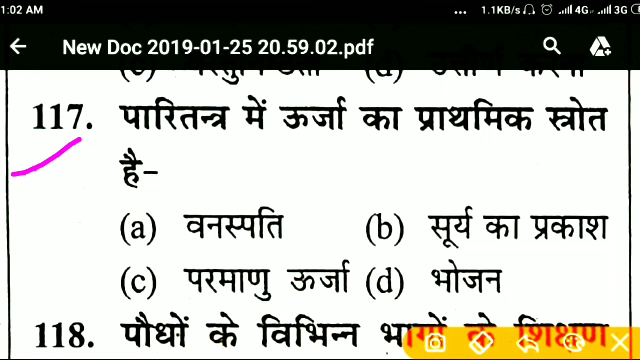 1:02 AM ... 1.1KB/s 4G 3G
New Doc 2019-01-25 20.59.02.pdf
117. पारितन्त्र में ऊर्जा का प्राथमिक स्त्रोत
है–
(a) वनस्पति (b) सूर्य का प्रकाश
(c) परमाणु ऊर्जा (d) भोजन
118. पौधों के विभिन्न भागों के शिक्षण